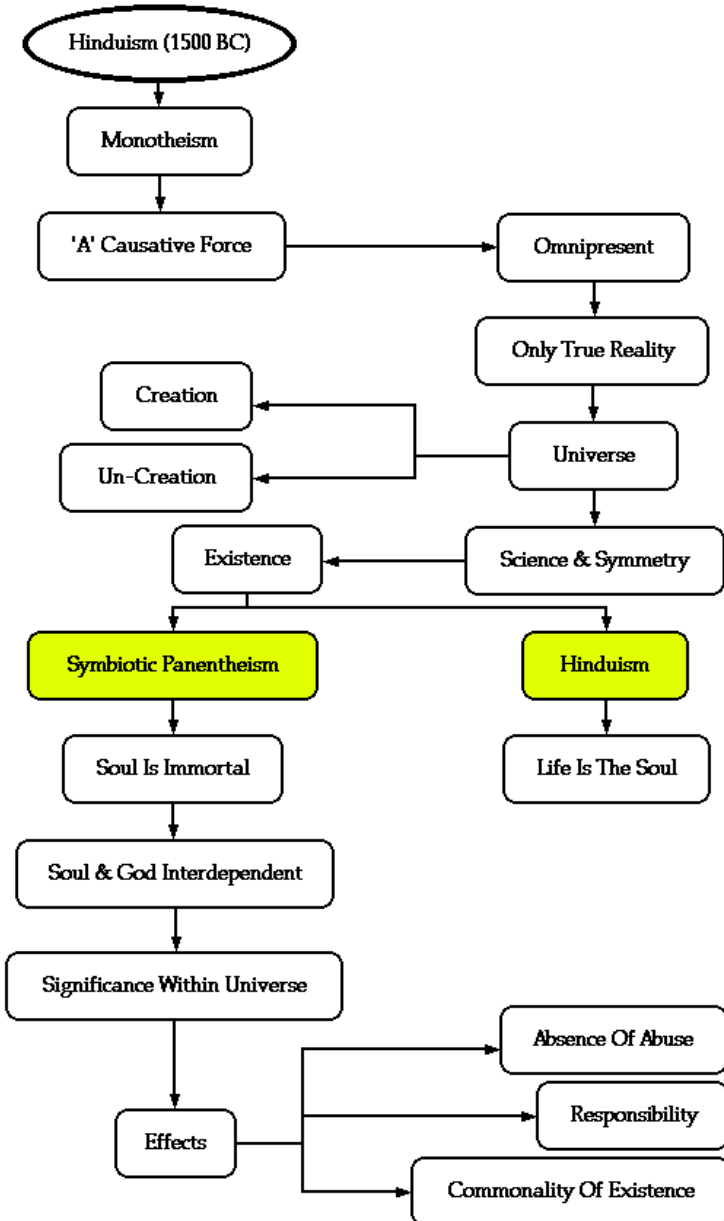 Hinduism (1500 BC)
Monotheism
'A' Causative Force
Omnipresent
Only True Reality
Creation
Universe
Un-Creation
Existence
Science & Symmetry
Symbiotic Panentheism
Hinduism
Soul Is Immortal
Life Is The Soul
Soul & God Interdependent
Significance Within Universe
Absence Of Abuse
Responsibility
Effects
Commonality Of Existence